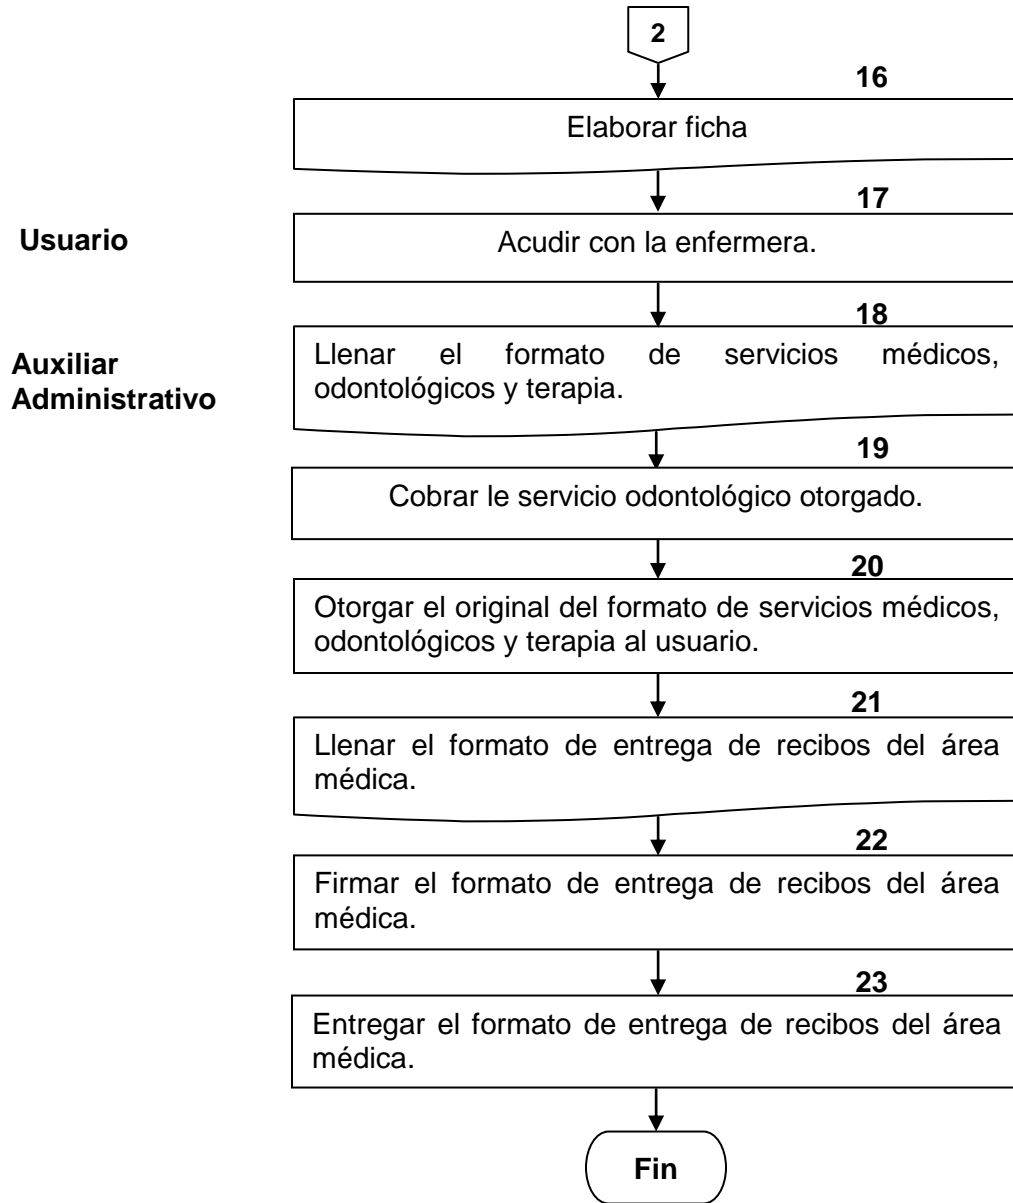 2
16
Elaborar ficha
17
Usuario
Acudir con la enfermera.
18
Auxiliar
Administrativo
Llenar el formato de servicios médicos,
odontológicos y terapia.
19
Cobrar le servicio odontológico otorgado.
20
Otorgar el original del formato de servicios médicos,
odontológicos y terapia al usuario.
21
Llenar el formato de entrega de recibos del área
médica.
22
Firmar el formato de entrega de recibos del área
médica.
23
Entregar el formato de entrega de recibos del área
médica.
Fin